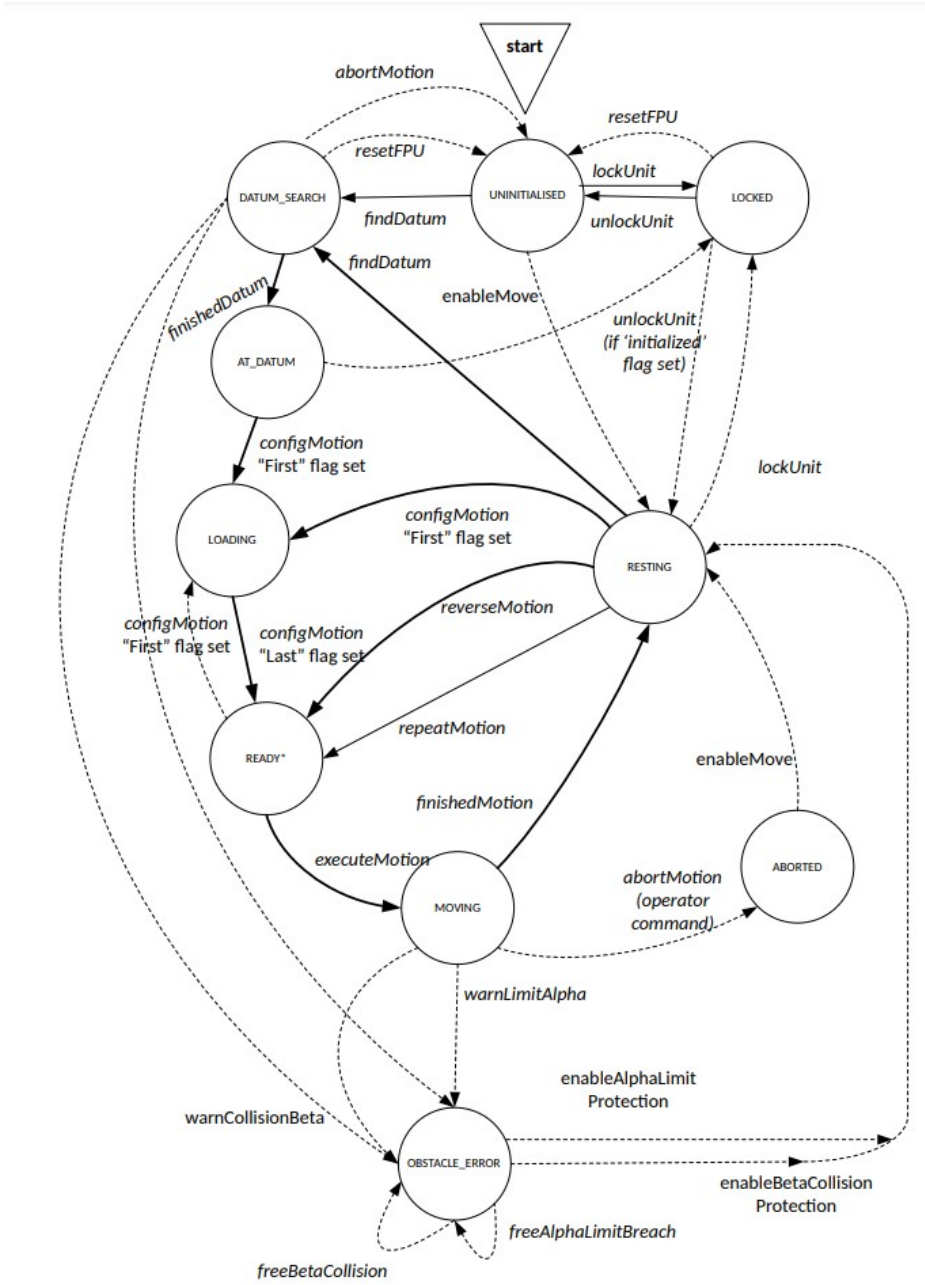 start
abortMotion
resetFPU
resetFPU
lockUnit
DATUM_SEARCH
UNINITIALISED
LOCKED
findDatum
unlockUnit
findDatum
enableMove
finishedDatum
unlockUnit
(if ‘initialized’
flag set)
AT_DATUM
configMotion
“First” flag set
lockUnit
configMotion
“First” flag set
LOADING
RESTING
reverseMotion
configMotion
“First” flag set
configMotion
“Last” flag set
repeatMotion
READY*
enableMove
finishedMotion
executeMotion
ABORTED
abortMotion
(operator
command)
MOVING
warnLimitAlpha
enableAlphaLimit
Protection
warnCollisionBeta
OBSTACLE_ERROR
enableBetaCollision
Protection
freeAlphaLimitBreach
freeBetaCollision